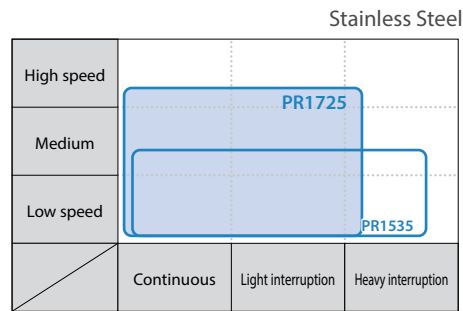 Stainless Steel
High speed
PR1725
Medium
Low speed
PR1535
Continuous
Light interruption
Heavy interruption